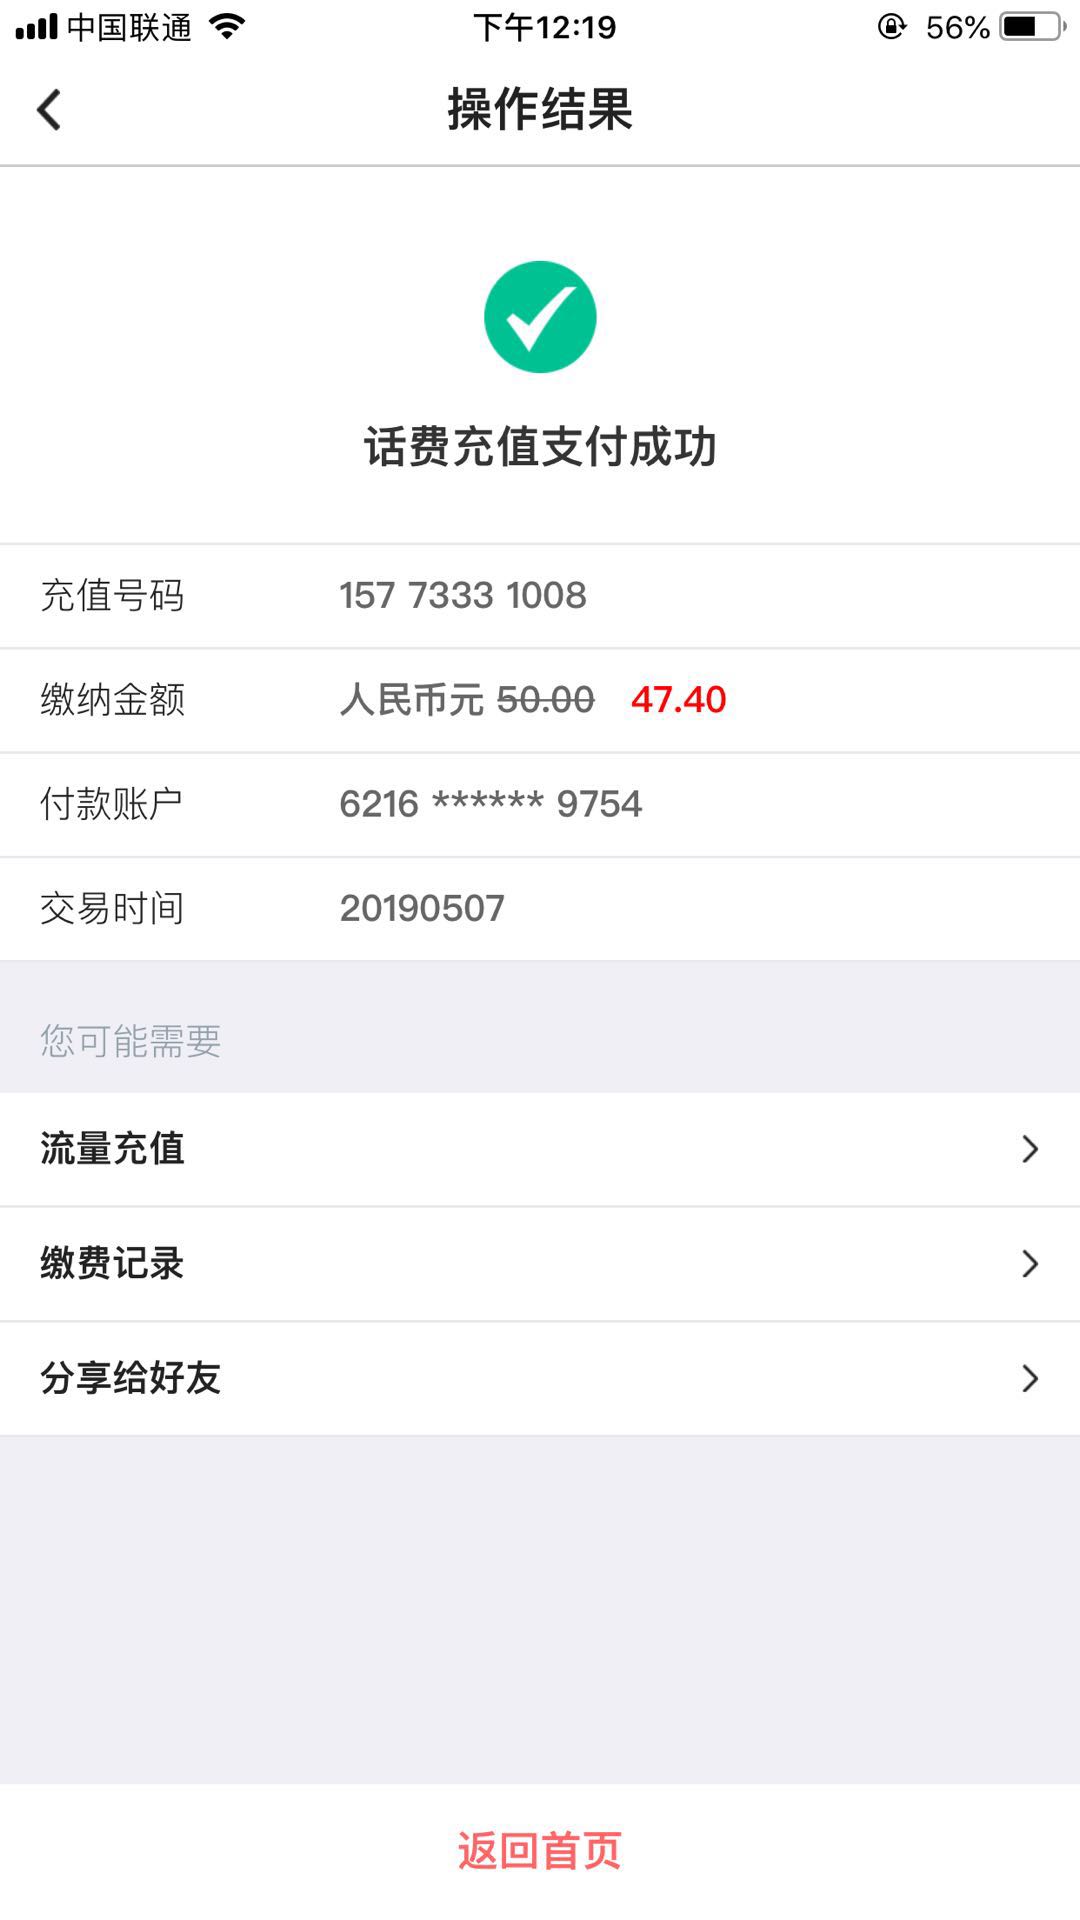 中国联通 下午12:19 56%
操作结果
话费充值支付成功
充值号码 157 7333 1008
缴纳金额 人民币元 50.00 47.40
付款账户 6216 ****** 9754
交易时间 20190507
您可能需要
流量充值
缴费记录
分享给好友
返回首页